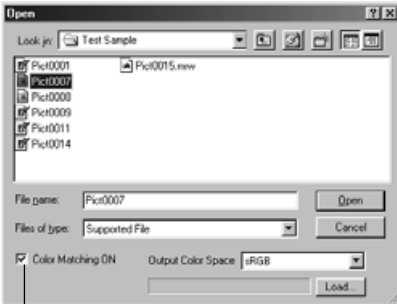 Open
Look in: Test Sample
Pict0001 Pict0015.mrw
Pict0007
Pict0008
Pict0009
Pict0011
Pict0014
File name: Pict0007 Open
Files of type: Supported File Cancel
Color Matching ON Output Color Space sRGB
Load...